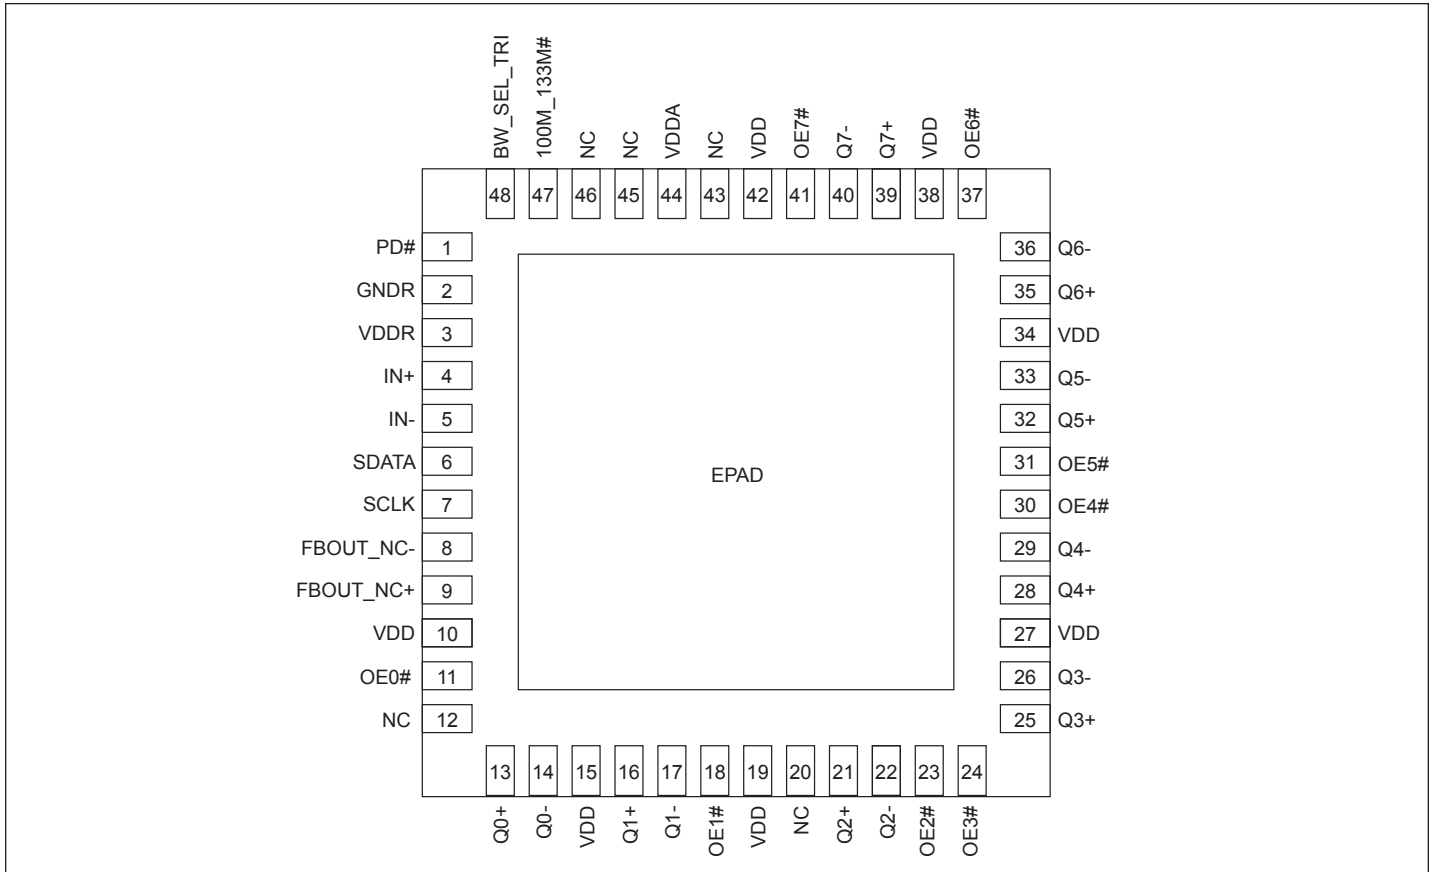 BW_SEL_TRI
100M_133M#
NC
NC
VDDA
NC
VDD
OE7#
Q7-
Q7+
VDD
OE6#
48 47 46 45 44 43 42 41 40 39 38 37
PD# 1
GNDR 2
VDDR 3
IN+ 4
IN- 5
SDATA 6
SCLK 7
FBOUT_NC- 8
FBOUT_NC+ 9
VDD 10
OE0# 11
NC 12
EPAD
36 Q6-
35 Q6+
34 VDD
33 Q5-
32 Q5+
31 OE5#
30 OE4#
29 Q4-
28 Q4+
27 VDD
26 Q3-
25 Q3+
13 14 15 16 17 18 19 20 21 22 23 24
Q0+
Q0-
VDD
Q1+
Q1-
OE1#
VDD
NC
Q2+
Q2-
OE2#
OE3#